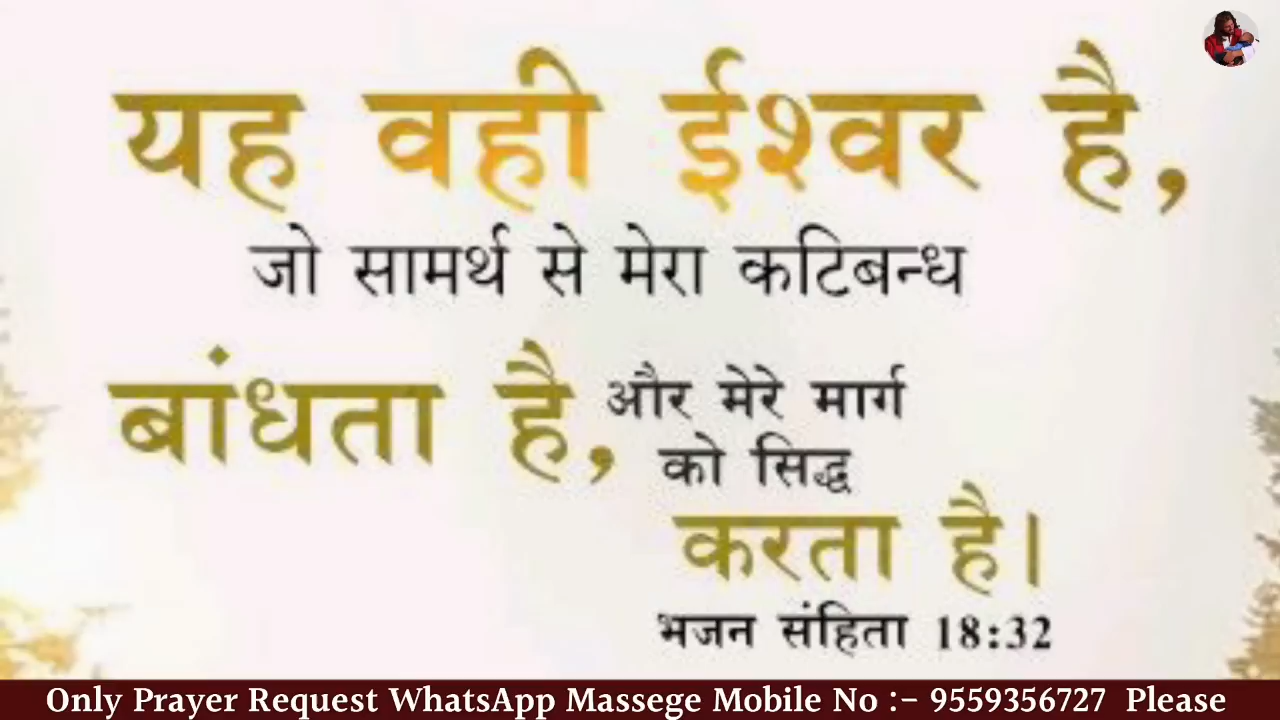 यह वही ईश्वर है,
जो सामर्थ से मेरा कटिबन्ध
बांधता है, और मेरे मार्ग
को सिद्ध
करता है।
भजन संहिता 18:32
Only Prayer Request WhatsApp Massege Mobile No :- 9559356727 Please